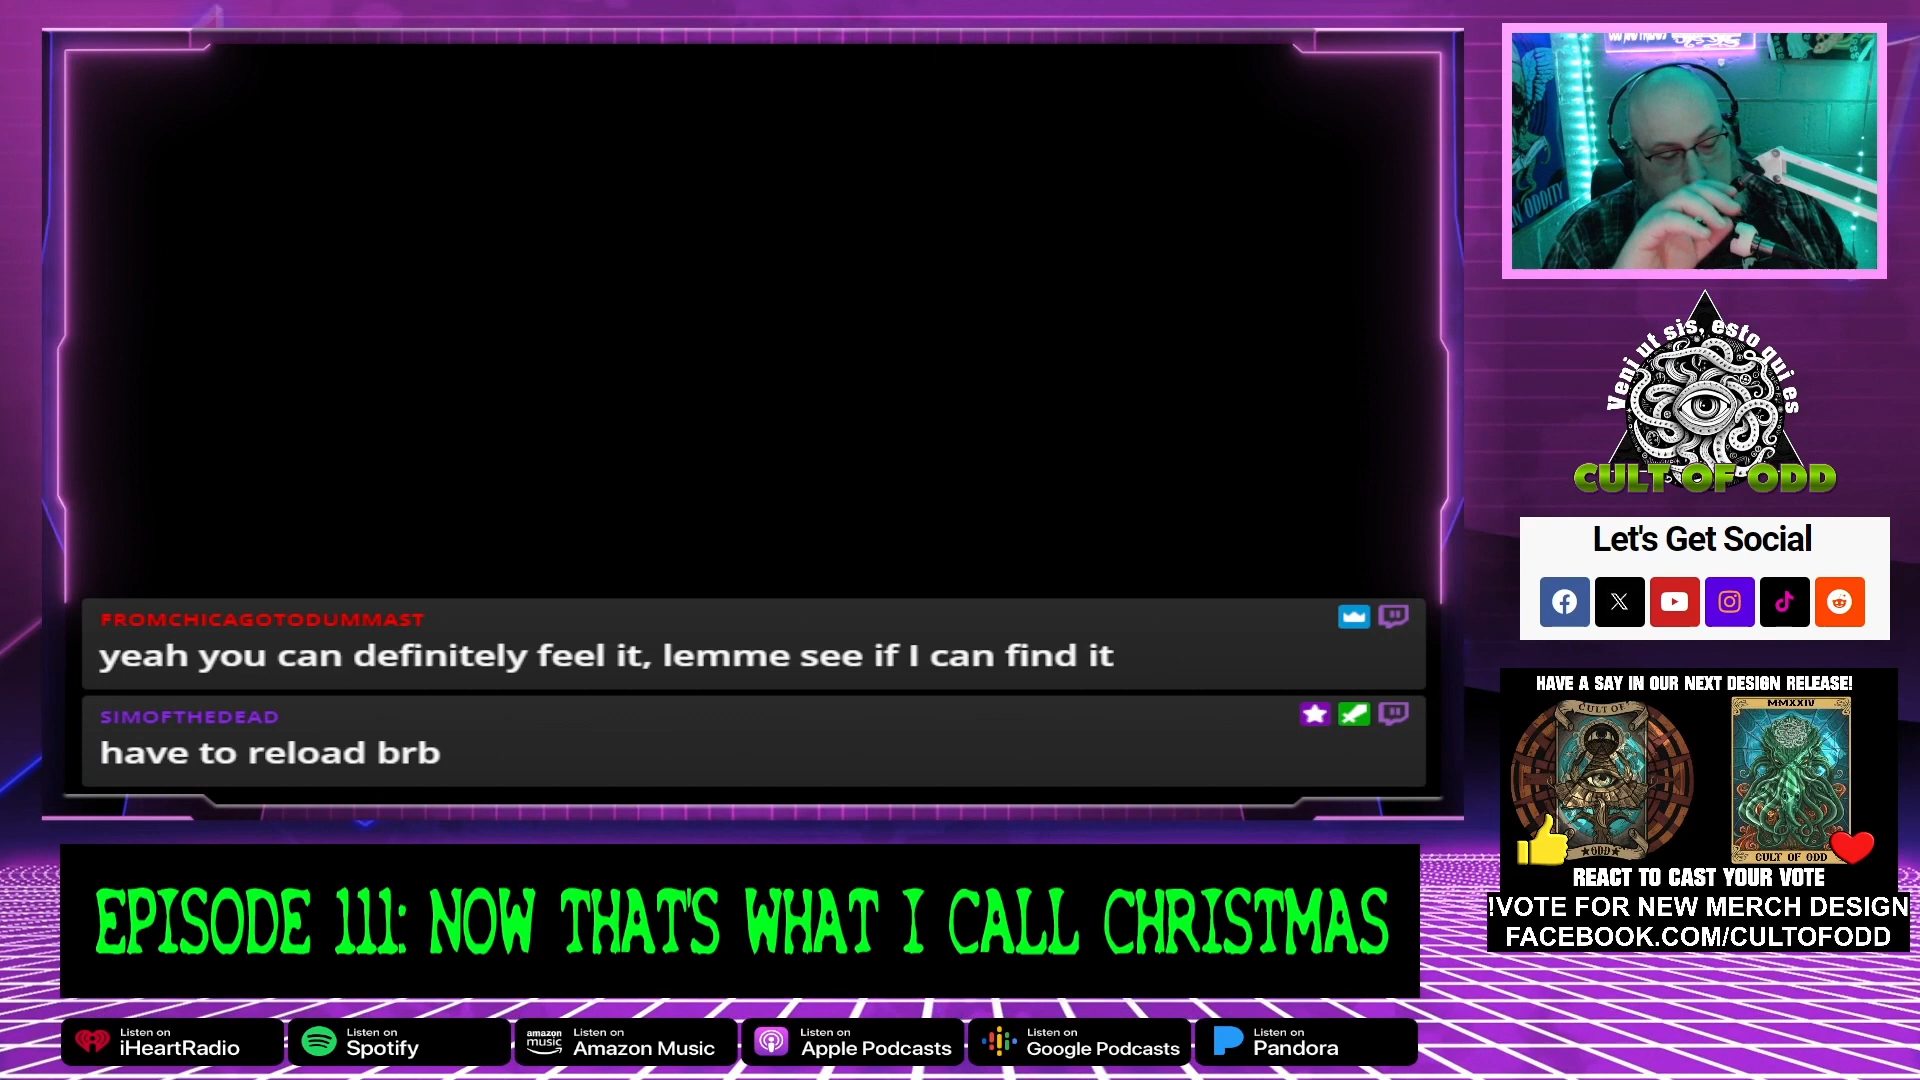 FROMCHICAGOTODUMMAST
yeah you can definitely feel it, lemme see if I can find it
SIMOFTHEDEAD
have to reload brb
EPISODE 111: NOW THAT'S WHAT I CALL CHRISTMAS
Listen on
iHeartRadio
Listen on
Spotify
amazon
music
Listen on
Amazon Music
Listen on
Apple Podcasts
Listen on
Google Podcasts
Listen on
Pandora
N ODDITY
Veni ut sis, esto qui es
CULT OF ODD
Let's Get Social
HAVE A SAY IN OUR NEXT DESIGN RELEASE!
CULT OF
ODD
MMXXIV
CULT OF ODD
REACT TO CAST YOUR VOTE
!VOTE FOR NEW MERCH DESIGN
FACEBOOK.COM/CULTOFODD